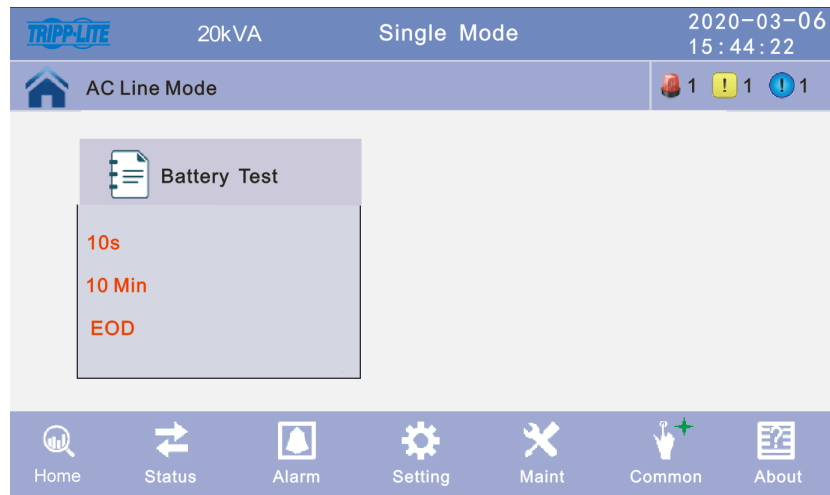 TRIPP-LITE 20kVA Single Mode 2020-03-06
15:44:22
AC Line Mode 1 ! 1 ! 1
Battery Test
10s
10 Min
EOD
Home Status Alarm Setting Maint Common About